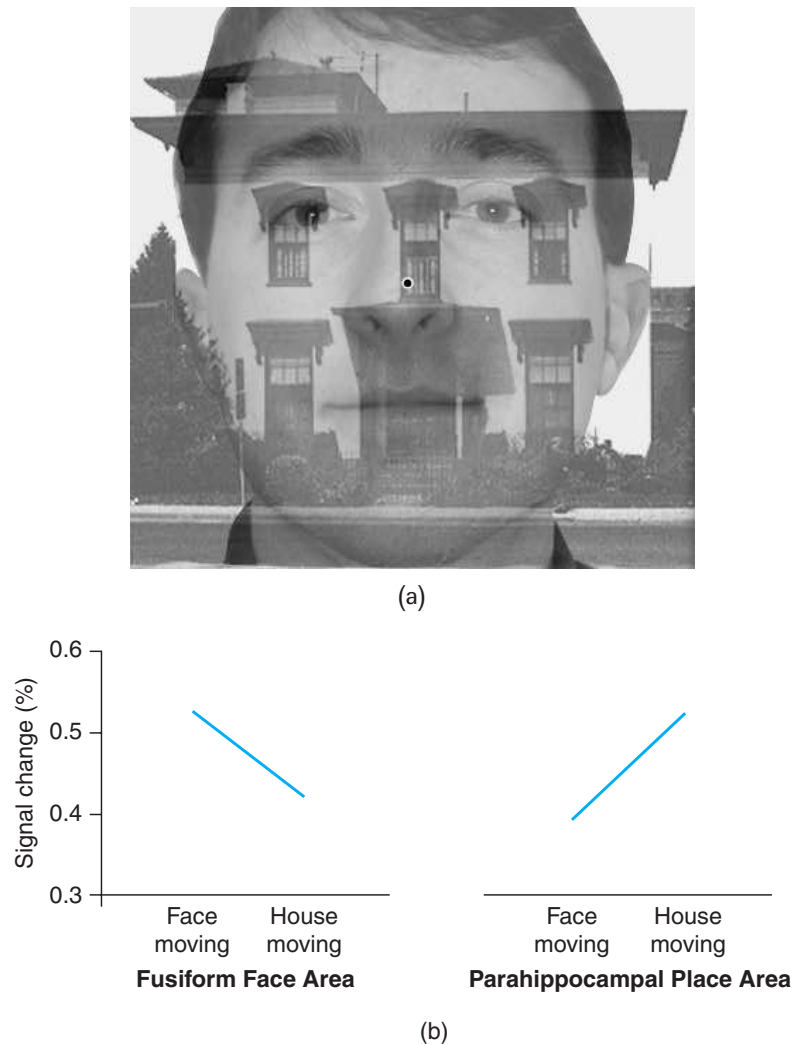 (a)
0.6
0.5
0.4
0.3
Signal change (%)
Face moving
House moving
Fusiform Face Area
Face moving
House moving
Parahippocampal Place Area
(b)